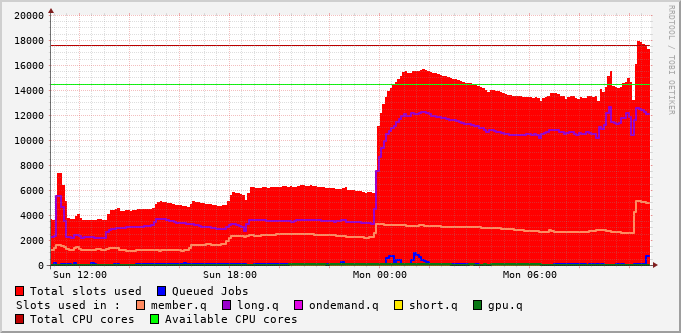 20000
18000
16000
14000
12000
10000
8000
6000
4000
2000
0
Sun 12:00 Sun 18:00 Mon 00:00 Mon 06:00
RRDTOOL / TOBI OETIKER
Total slots used Queued Jobs
Slots used in : member.q long.q ondemand.q short.q gpu.q
Total CPU cores Available CPU cores